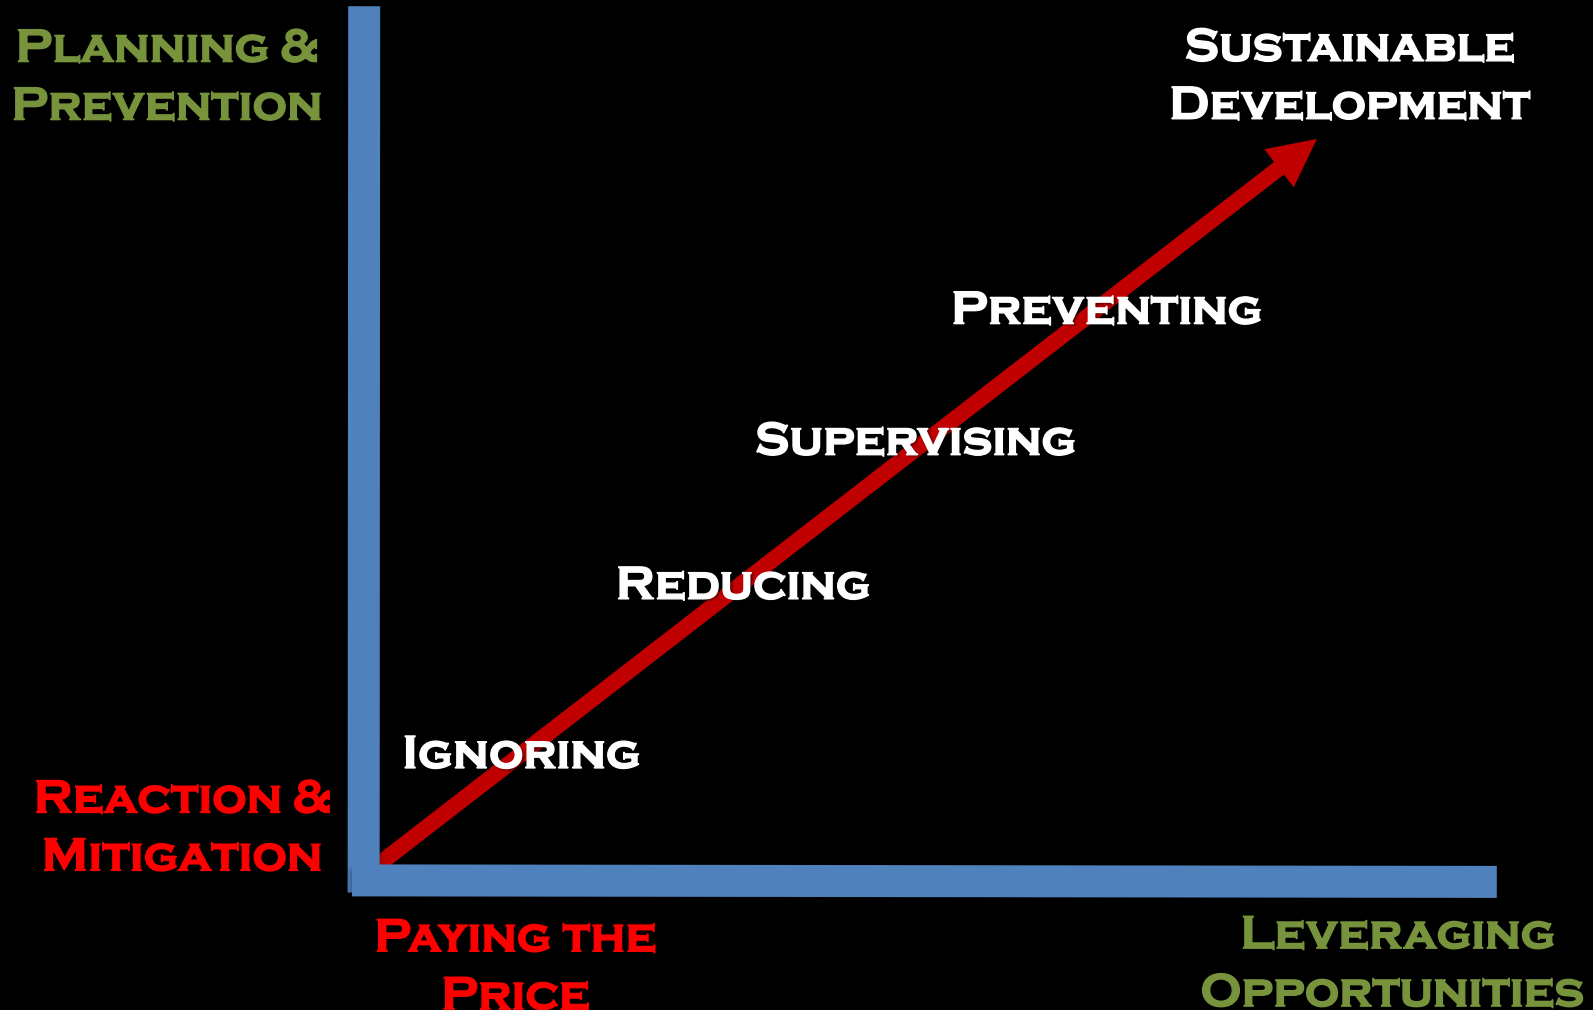 Planning &
Prevention
Sustainable
Development
Preventing
Supervising
Reducing
Ignoring
Reaction &
Mitigation
Paying the
Price
Leveraging
Opportunities